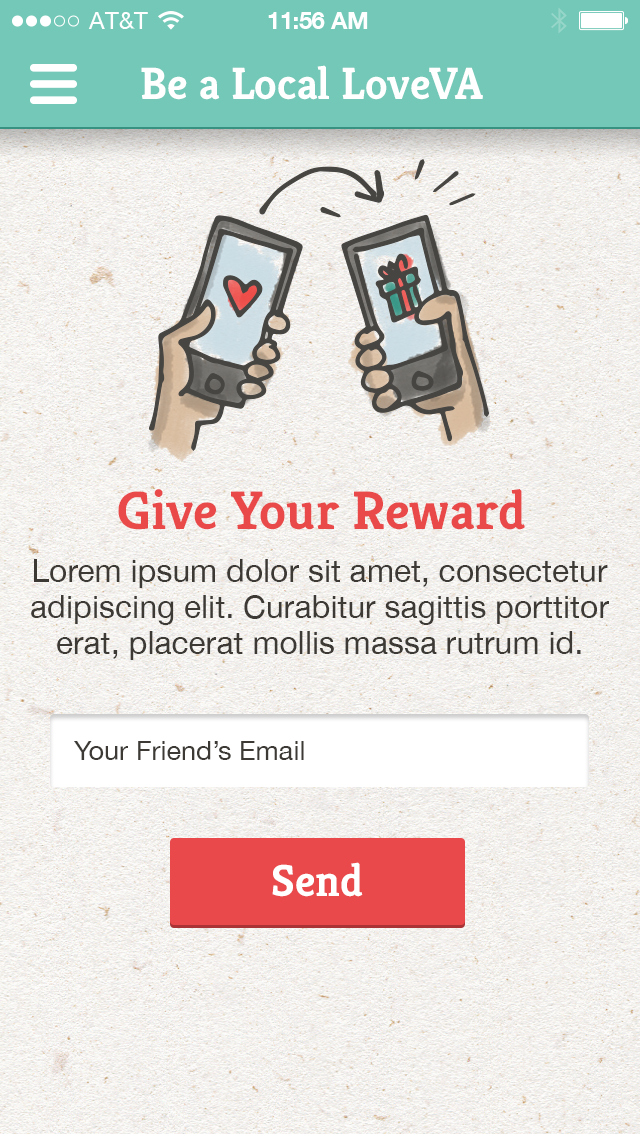 AT&T 11:56 AM
Be a Local LoveVA
Give Your Reward
Lorem ipsum dolor sit amet, consectetur
adipiscing elit. Curabitur sagittis porttitor
erat, placerat mollis massa rutrum id.
Your Friend’s Email
Send